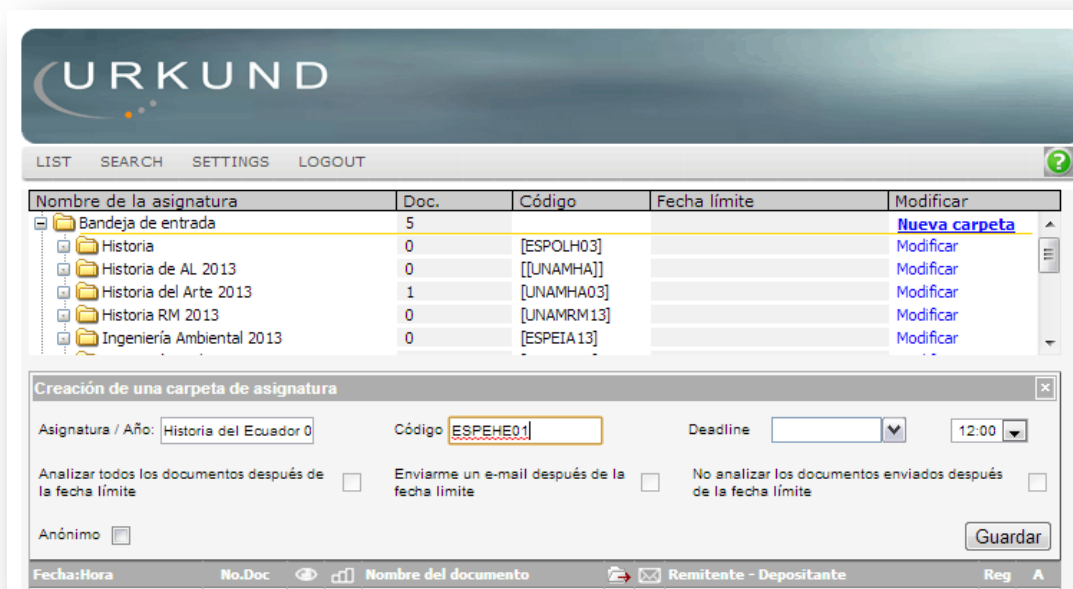 URKUND
LIST SEARCH SETTINGS LOGOUT ?
Nombre de la asignatura Doc. Código Fecha límite Modificar
Bandeja de entrada 5 Nueva carpeta
Historia 0 [ESPOLH03] Modificar
Historia de AL 2013 0 [[UNAMHA]] Modificar
Historia del Arte 2013 1 [UNAMHA03] Modificar
Historia RM 2013 0 [UNAMRM13] Modificar
Ingeniería Ambiental 2013 0 [ESPEIA13] Modificar
Creación de una carpeta de asignatura
Asignatura / Año: Historia del Ecuador 0 Código ESPEHE01 Deadline 12:00
Analizar todos los documentos después de Enviarme un e-mail después de la No analizar los documentos enviados después
la fecha límite fecha limite de la fecha límite
Anónimo Guardar
Fecha:Hora No.Doc Nombre del documento Remitente - Depositante Reg A